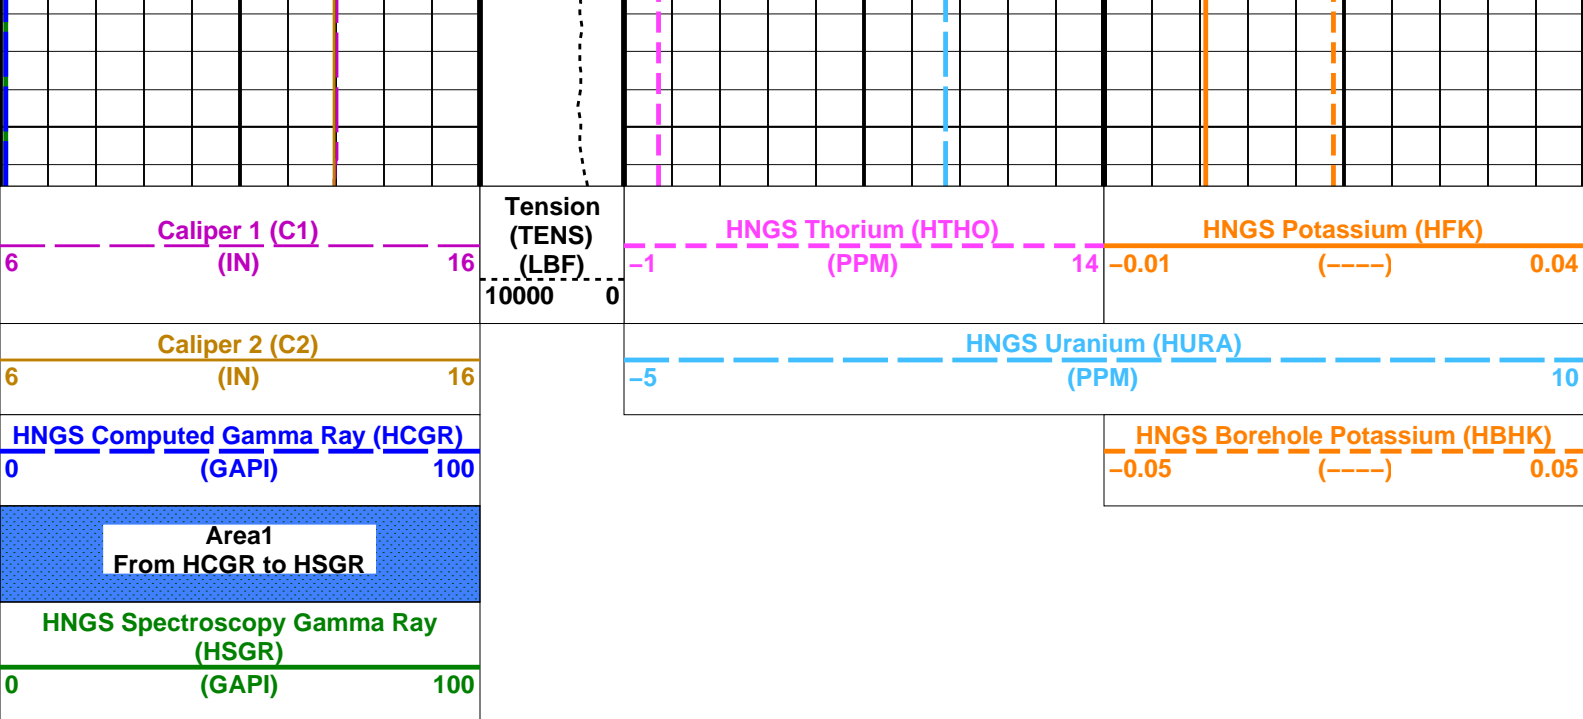 Caliper 1 (C1)
6 (IN) 16
Tension
(TENS)
(LBF)
10000 0
HNGS Thorium (HTHO)
−1 (PPM) 14
HNGS Potassium (HFK)
−0.01 (−−−−) 0.04
Caliper 2 (C2)
6 (IN) 16
HNGS Uranium (HURA)
−5 (PPM) 10
HNGS Computed Gamma Ray (HCGR)
0 (GAPI) 100
HNGS Borehole Potassium (HBHK)
−0.05 (−−−−) 0.05
Area1
From HCGR to HSGR
HNGS Spectroscopy Gamma Ray
(HSGR)
0 (GAPI) 100